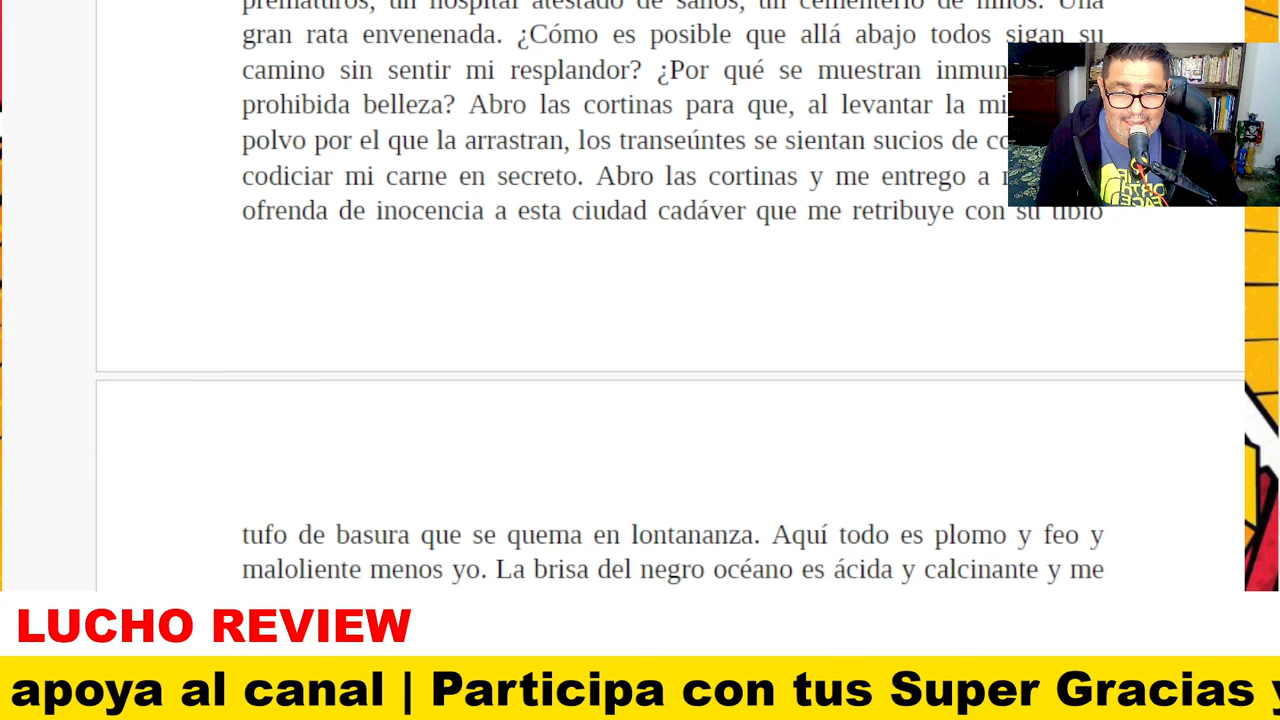 prematuros, un hospital atestado de sanos, un cementerio de niños. Una
gran rata envenenada. ¿Cómo es posible que allá abajo todos sigan su
camino sin sentir mi resplandor? ¿Por qué se muestran
prohibida belleza? Abro las cortinas para que, al levantar la
polvo por el que la arrastran, los transeúntes se sientan sucios de
codiciar mi carne en secreto. Abro las cortinas y me entrego a
ofrenda de inocencia a esta ciudad cadáver que me retribuye con su tibio
tufo de basura que se quema en lontananza. Aquí todo es plomo y feo y
maloliente menos yo. La brisa del negro océano es ácida y calcinante y me
LUCHO REVIEW
apoya al canal | Participa con tus Super Gracias y